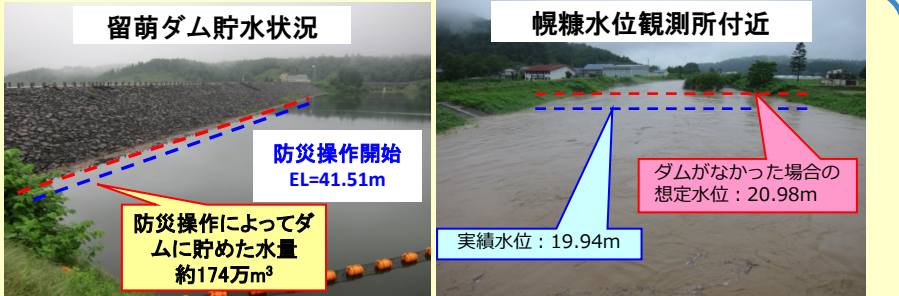 留萌ダム貯水状況
防災操作開始
EL=41.51m
防災操作によってダ
ムに貯めた水量
約174万m³
幌糠水位観測所付近
ダムがなかった場合の
想定水位：20.98m
実績水位：19.94m